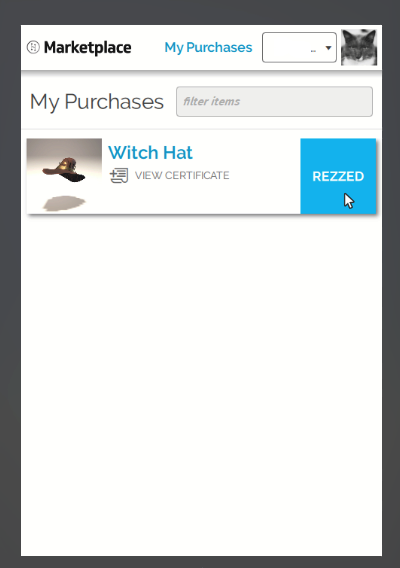 Marketplace My Purchases ..
My Purchases filter items
Witch Hat
VIEW CERTIFICATE
REZZED